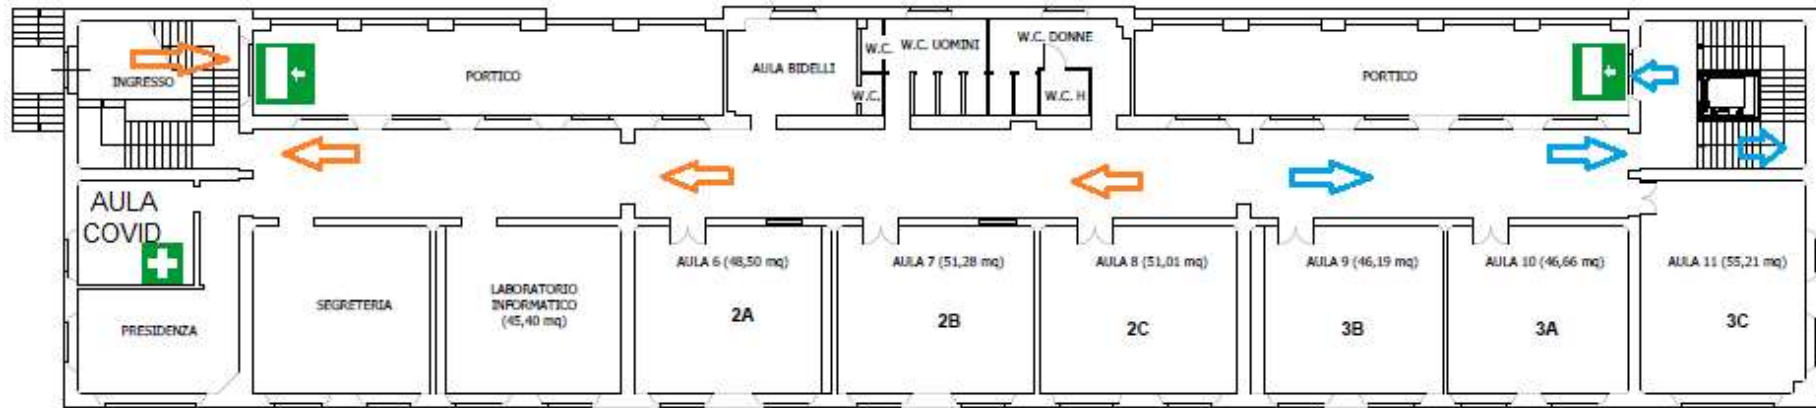 INGRESSO
PORTICO
AULA BIDELLI
W.C.
W.C. UOMINI
W.C. DONNE
W.C.
W.C. H
PORTICO
AULA
COVID
PRESIDENZA
SEGRETERIA
LABORATORIO
INFORMATICO
(45,40 mq)
AULA 6 (48,50 mq)
2A
AULA 7 (51,28 mq)
2B
AULA 8 (51,01 mq)
2C
AULA 9 (46,19 mq)
3B
AULA 10 (46,66 mq)
3A
AULA 11 (55,21 mq)
3C